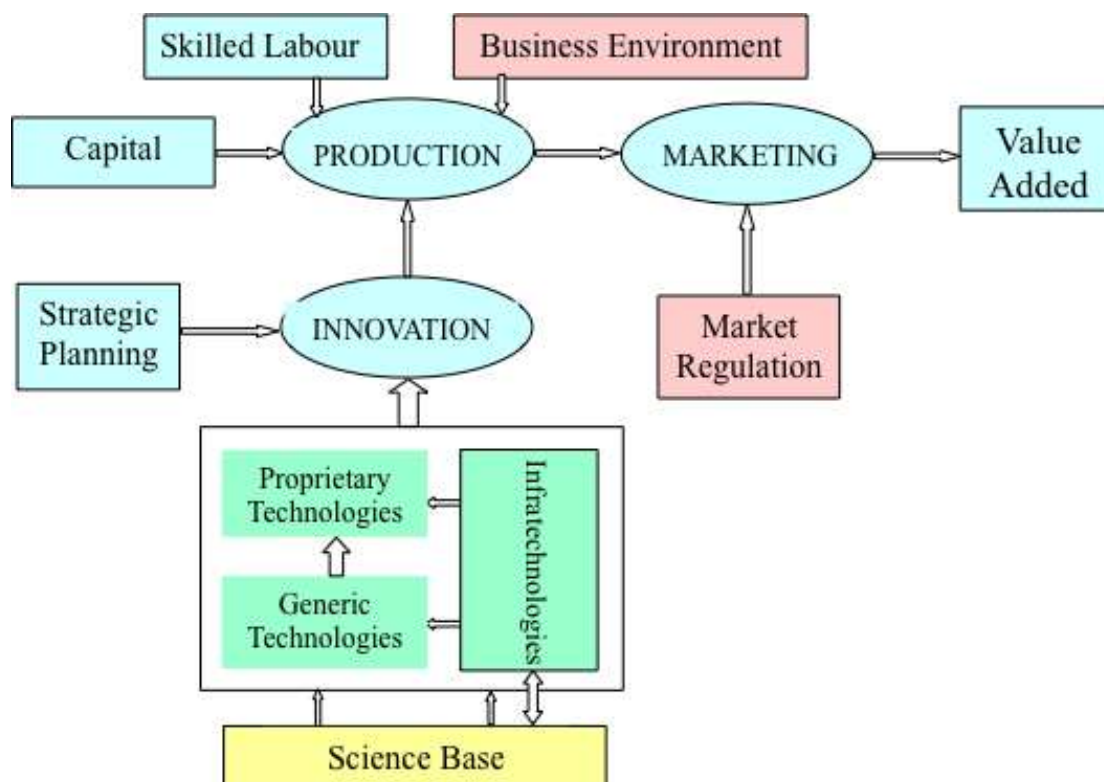 Skilled Labour
Business Environment
Capital
PRODUCTION
MARKETING
Value
Added
Strategic
Planning
INNOVATION
Market
Regulation
Proprietary
Technologies
Infratechnologies
Generic
Technologies
Science Base